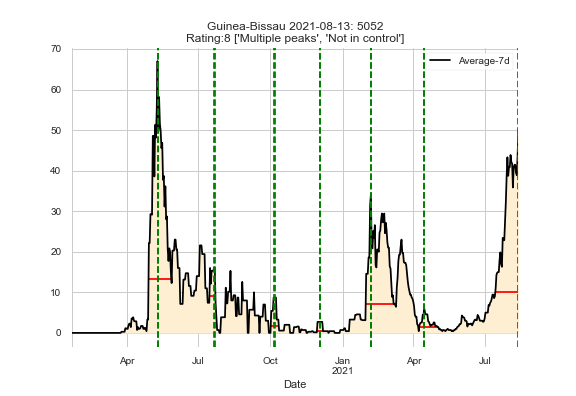 Guinea-Bissau 2021-08-13: 5052
Rating:8 ['Multiple peaks', 'Not in control']
Average-7d
70
60
50
40
30
20
10
0
Apr
Jul
Oct
Jan
2021
Apr
Jul
Date